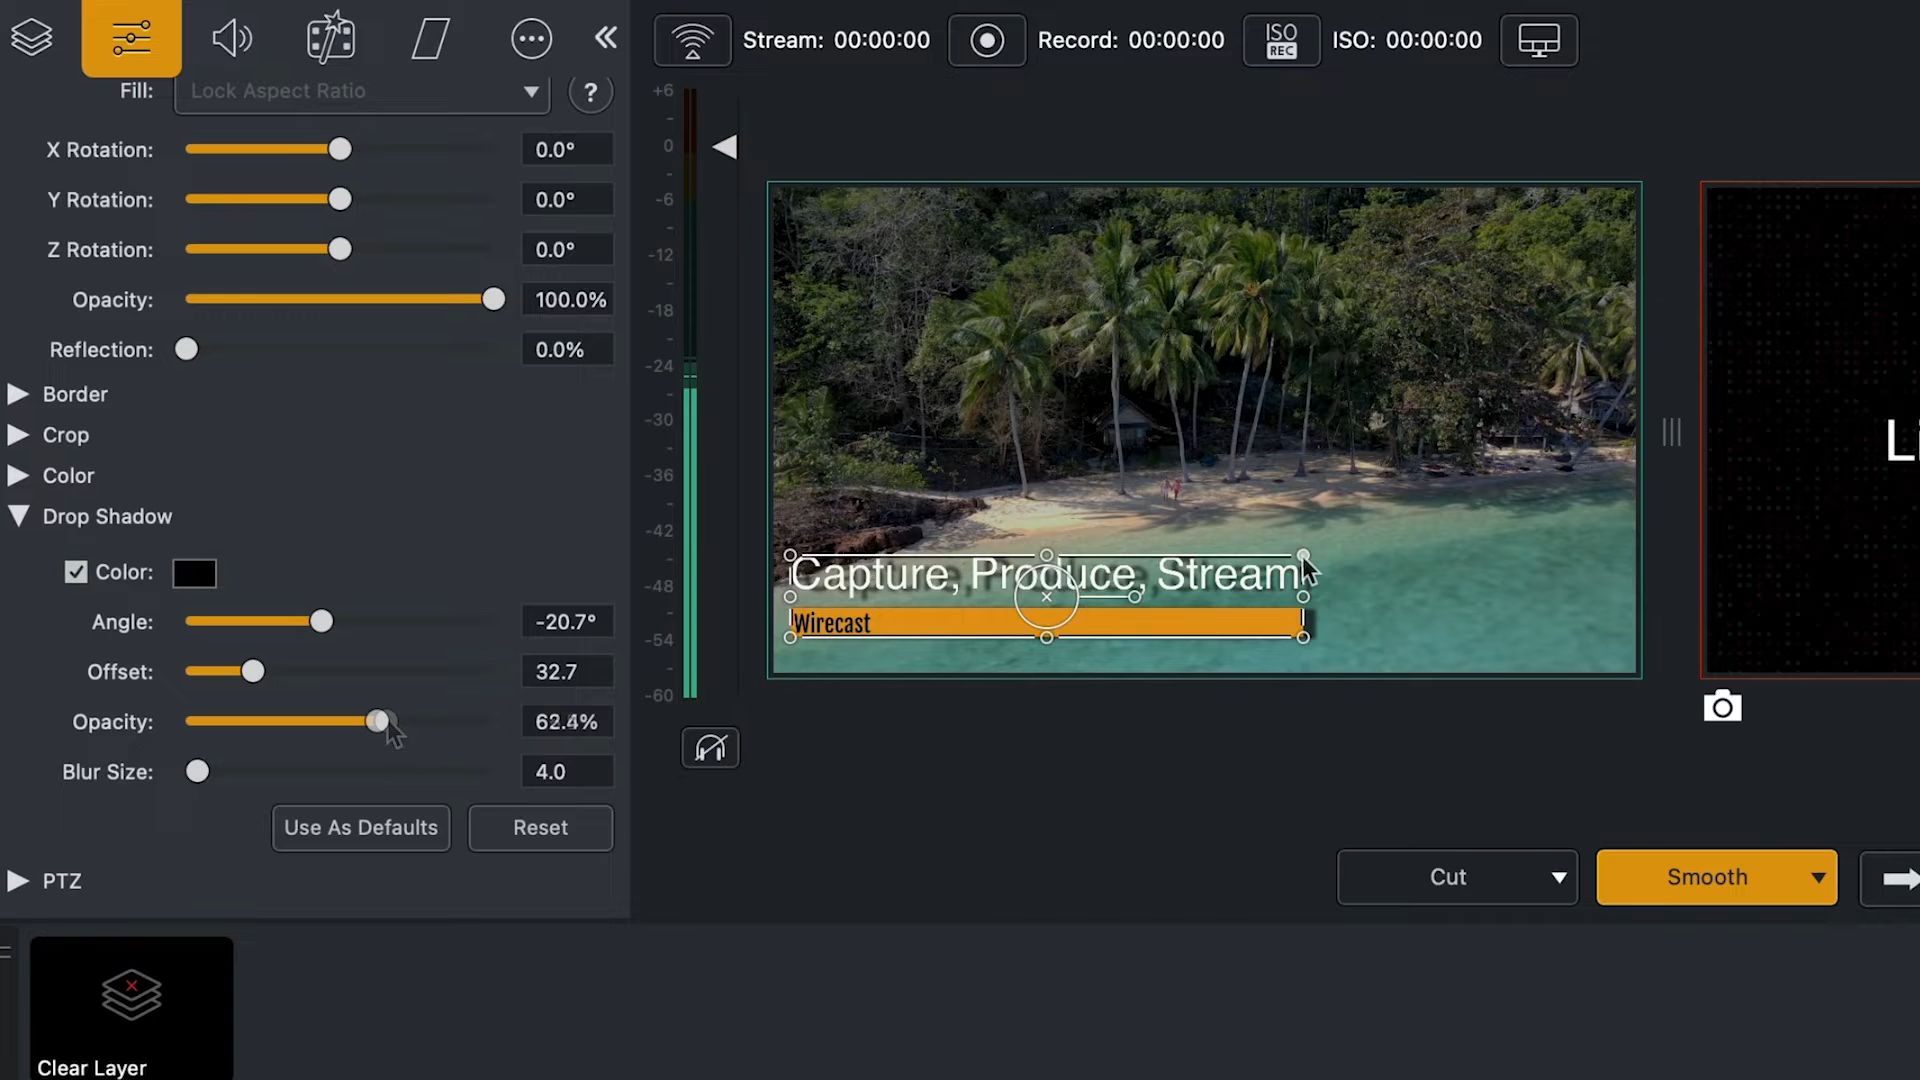 Stream: 00:00:00
Record: 00:00:00
ISO REC
ISO: 00:00:00
Fill: Lock Aspect Ratio ?
X Rotation: 0.0°
Y Rotation: 0.0°
Z Rotation: 0.0°
Opacity: 100.0%
Reflection: 0.0%
Border
Crop
Color
Drop Shadow
Color:
Angle: -20.7°
Offset: 32.7
Opacity: 62.4%
Blur Size: 4.0
Use As Defaults Reset
PTZ
+6
0
-6
-12
-18
-24
-30
-36
-42
-48
-54
-60
Capture, Produce, Stream
Wirecast
Li
Cut
Smooth
Clear Layer